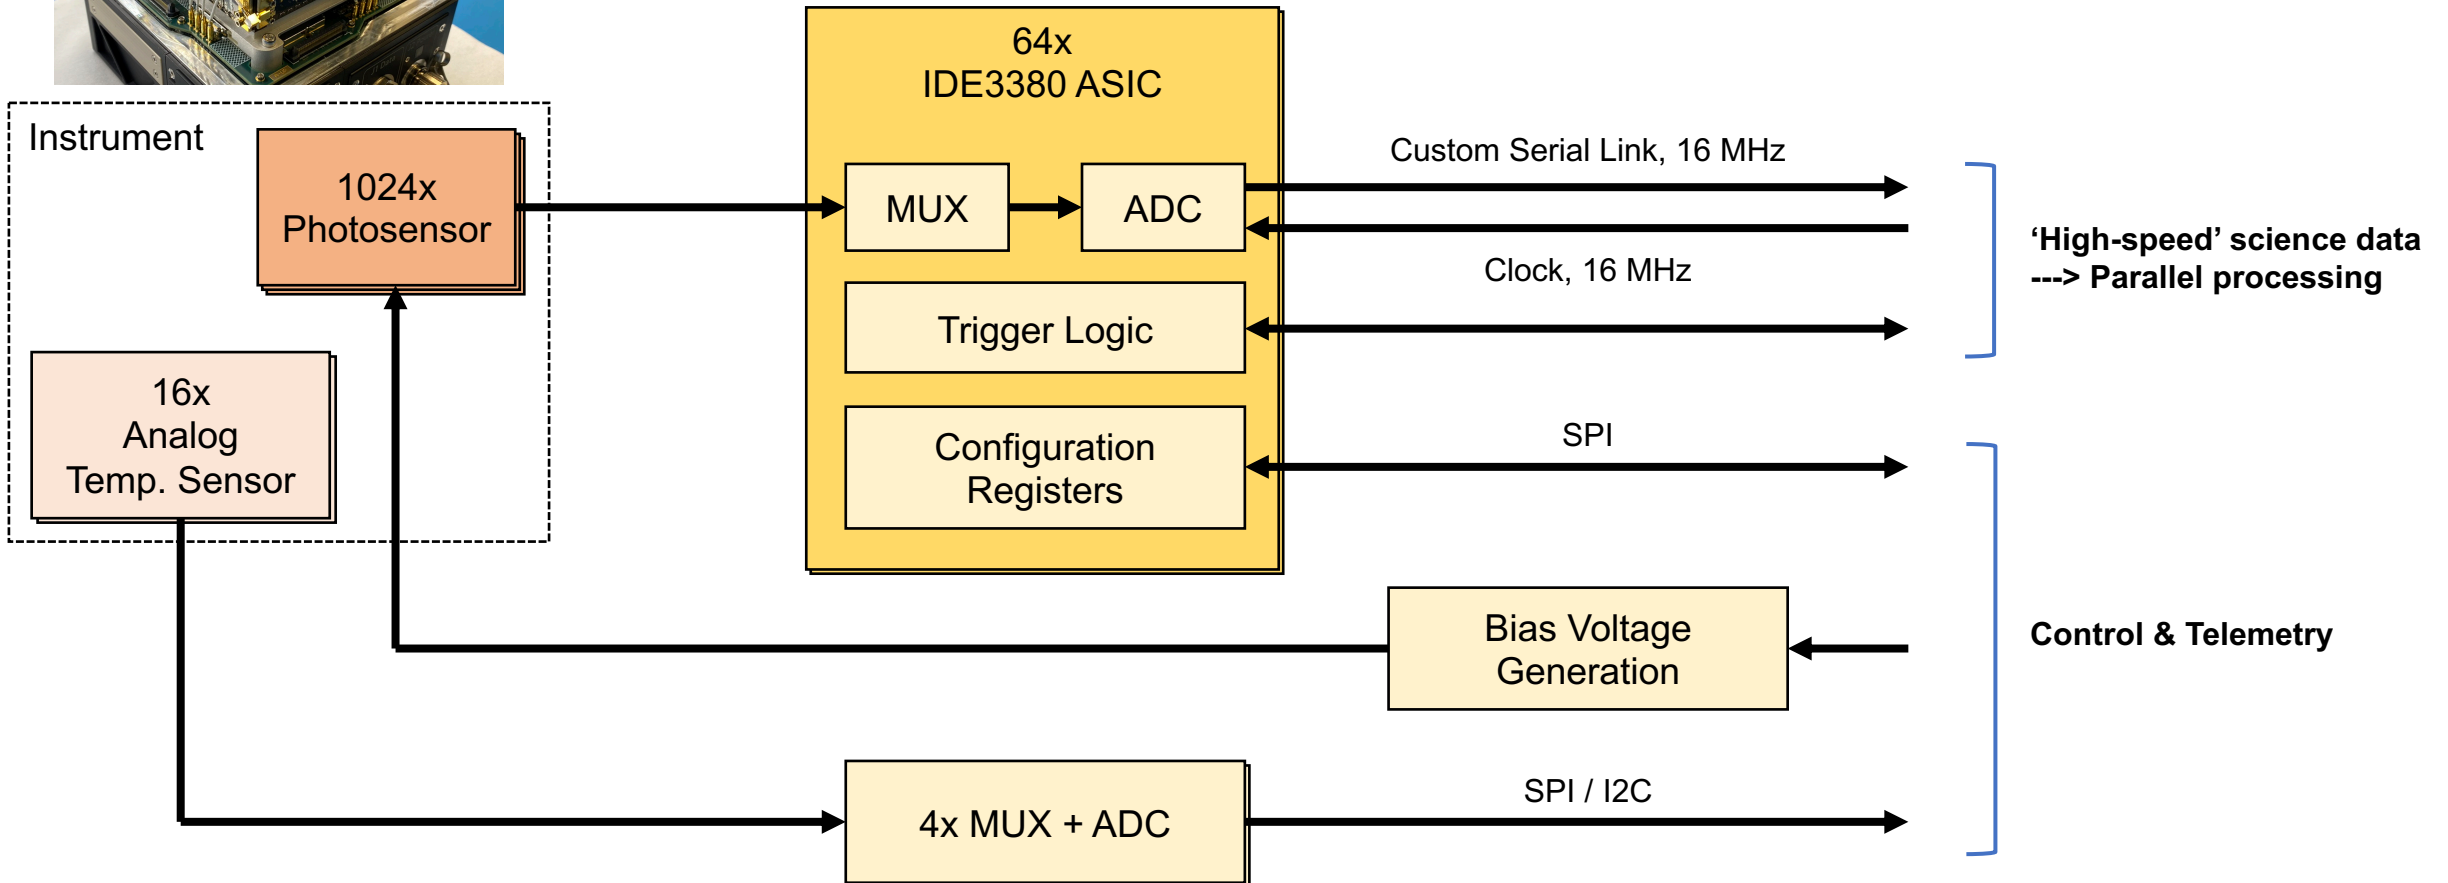 64x
IDE3380 ASIC
Instrument
1024x
Photosensor
MUX
ADC
Custom Serial Link, 16 MHz
Clock, 16 MHz
‘High-speed’ science data
---> Parallel processing
Trigger Logic
16x
Analog
Temp. Sensor
Configuration
Registers
SPI
Bias Voltage
Generation
Control & Telemetry
4x MUX + ADC
SPI / I2C